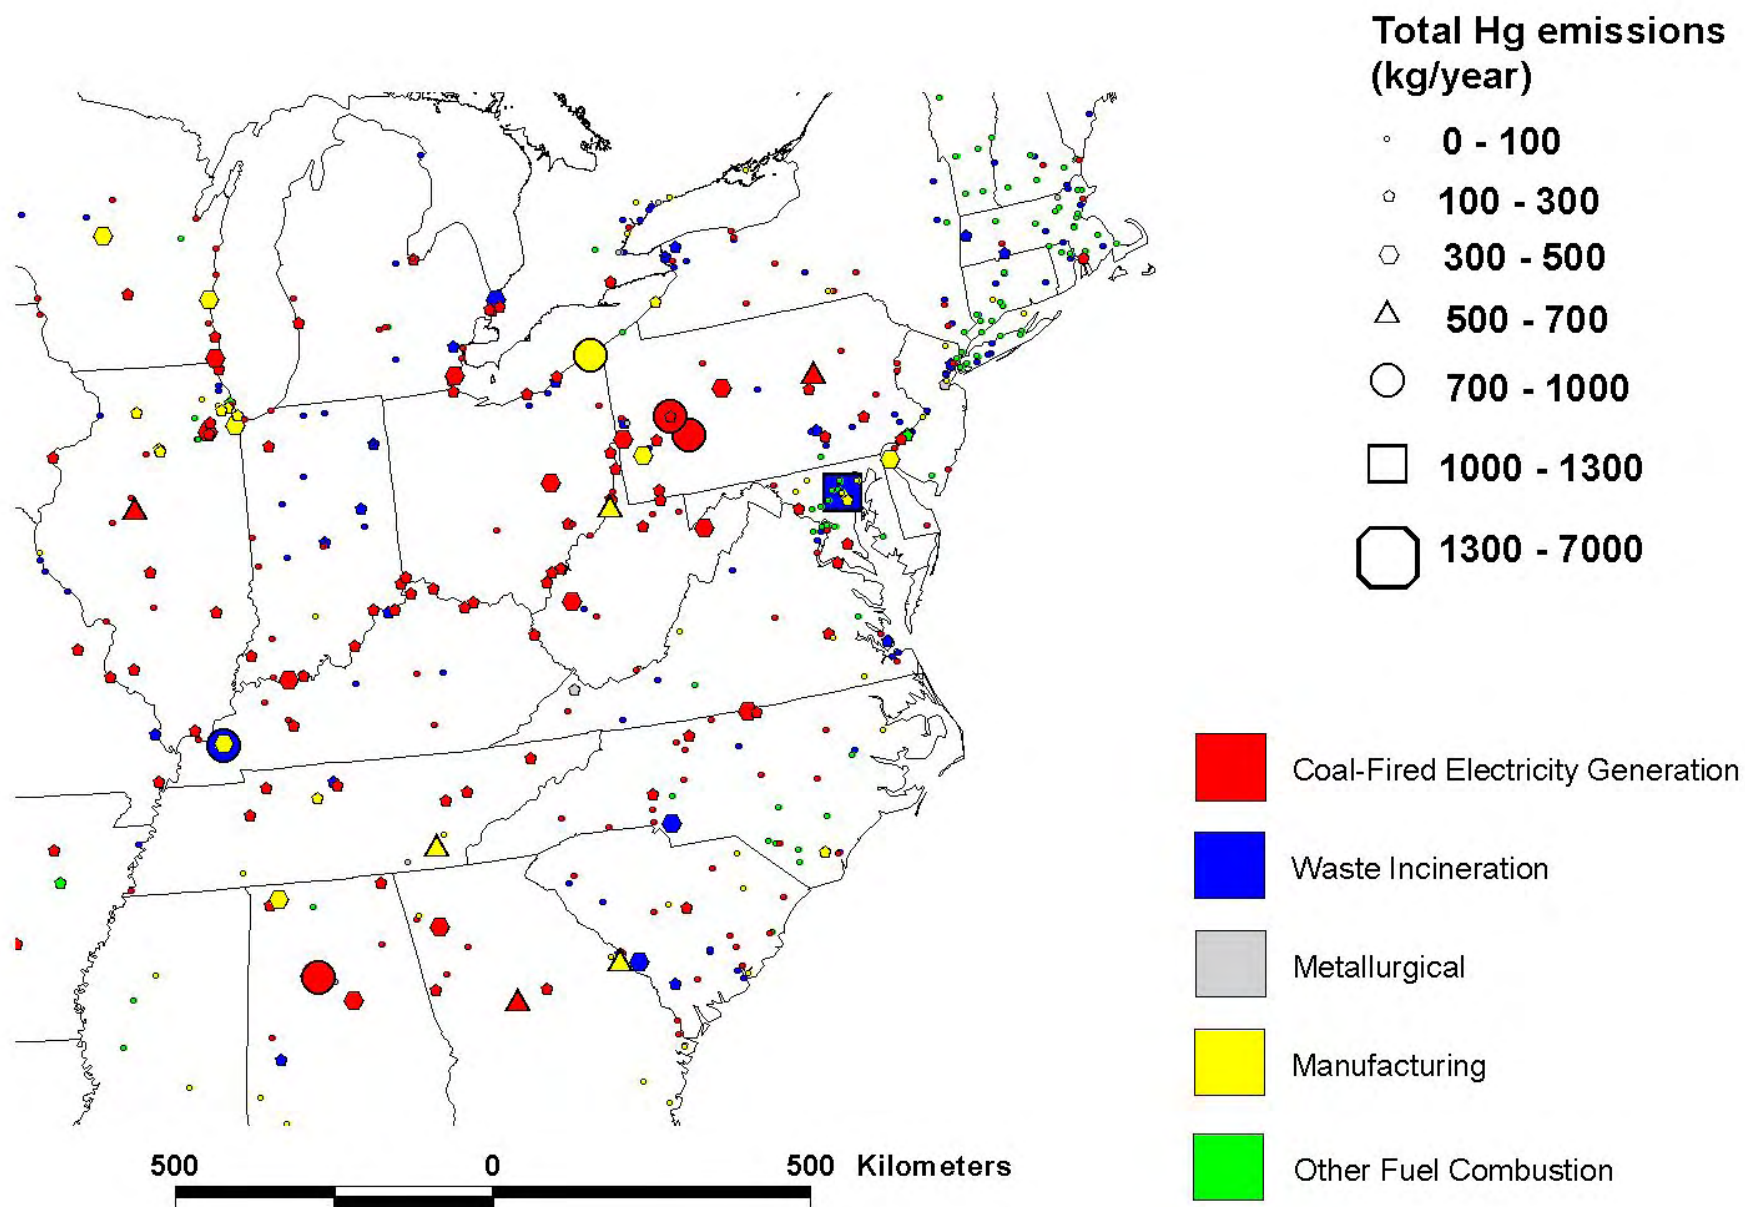 Total Hg emissions
(kg/year)
0 - 100
100 - 300
300 - 500
500 - 700
700 - 1000
1000 - 1300
1300 - 7000
Coal-Fired Electricity Generation
Waste Incineration
Metallurgical
Manufacturing
Other Fuel Combustion
500 0 500 Kilometers